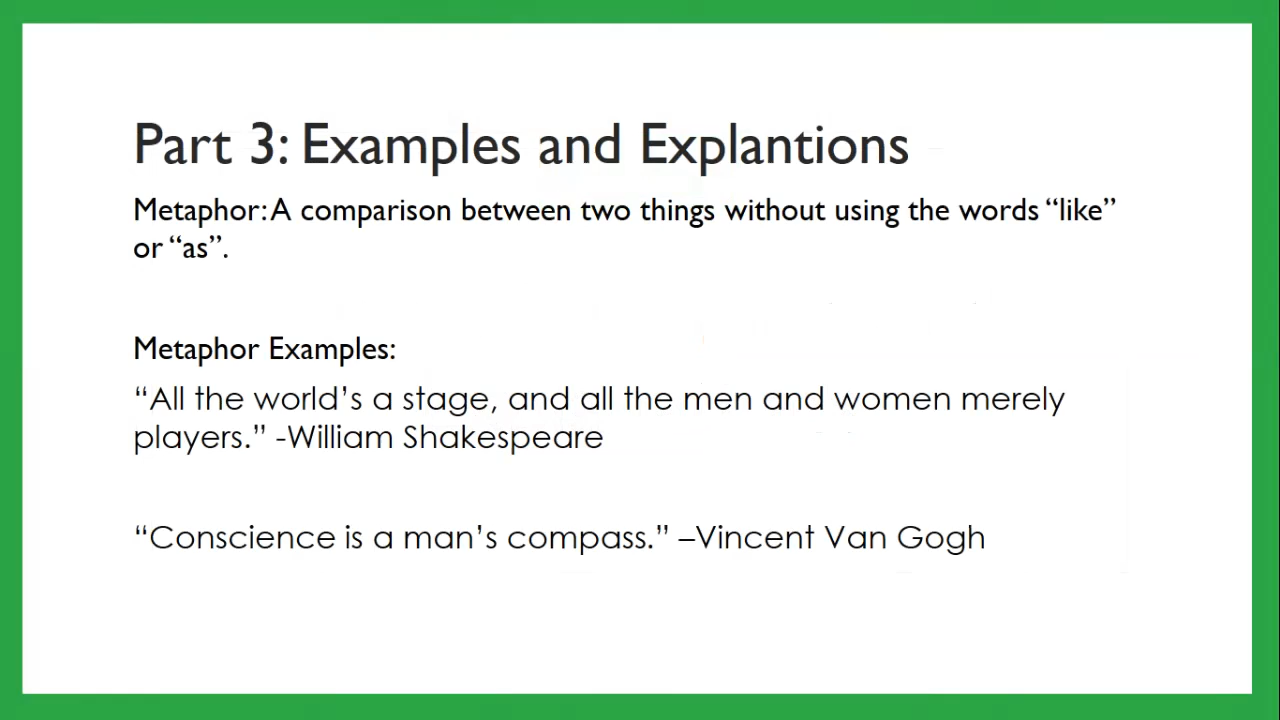 Part 3: Examples and Explantions
Metaphor: A comparison between two things without using the words “like”
or “as”.
Metaphor Examples:
“All the world’s a stage, and all the men and women merely
players.” -William Shakespeare
“Conscience is a man’s compass.” –Vincent Van Gogh